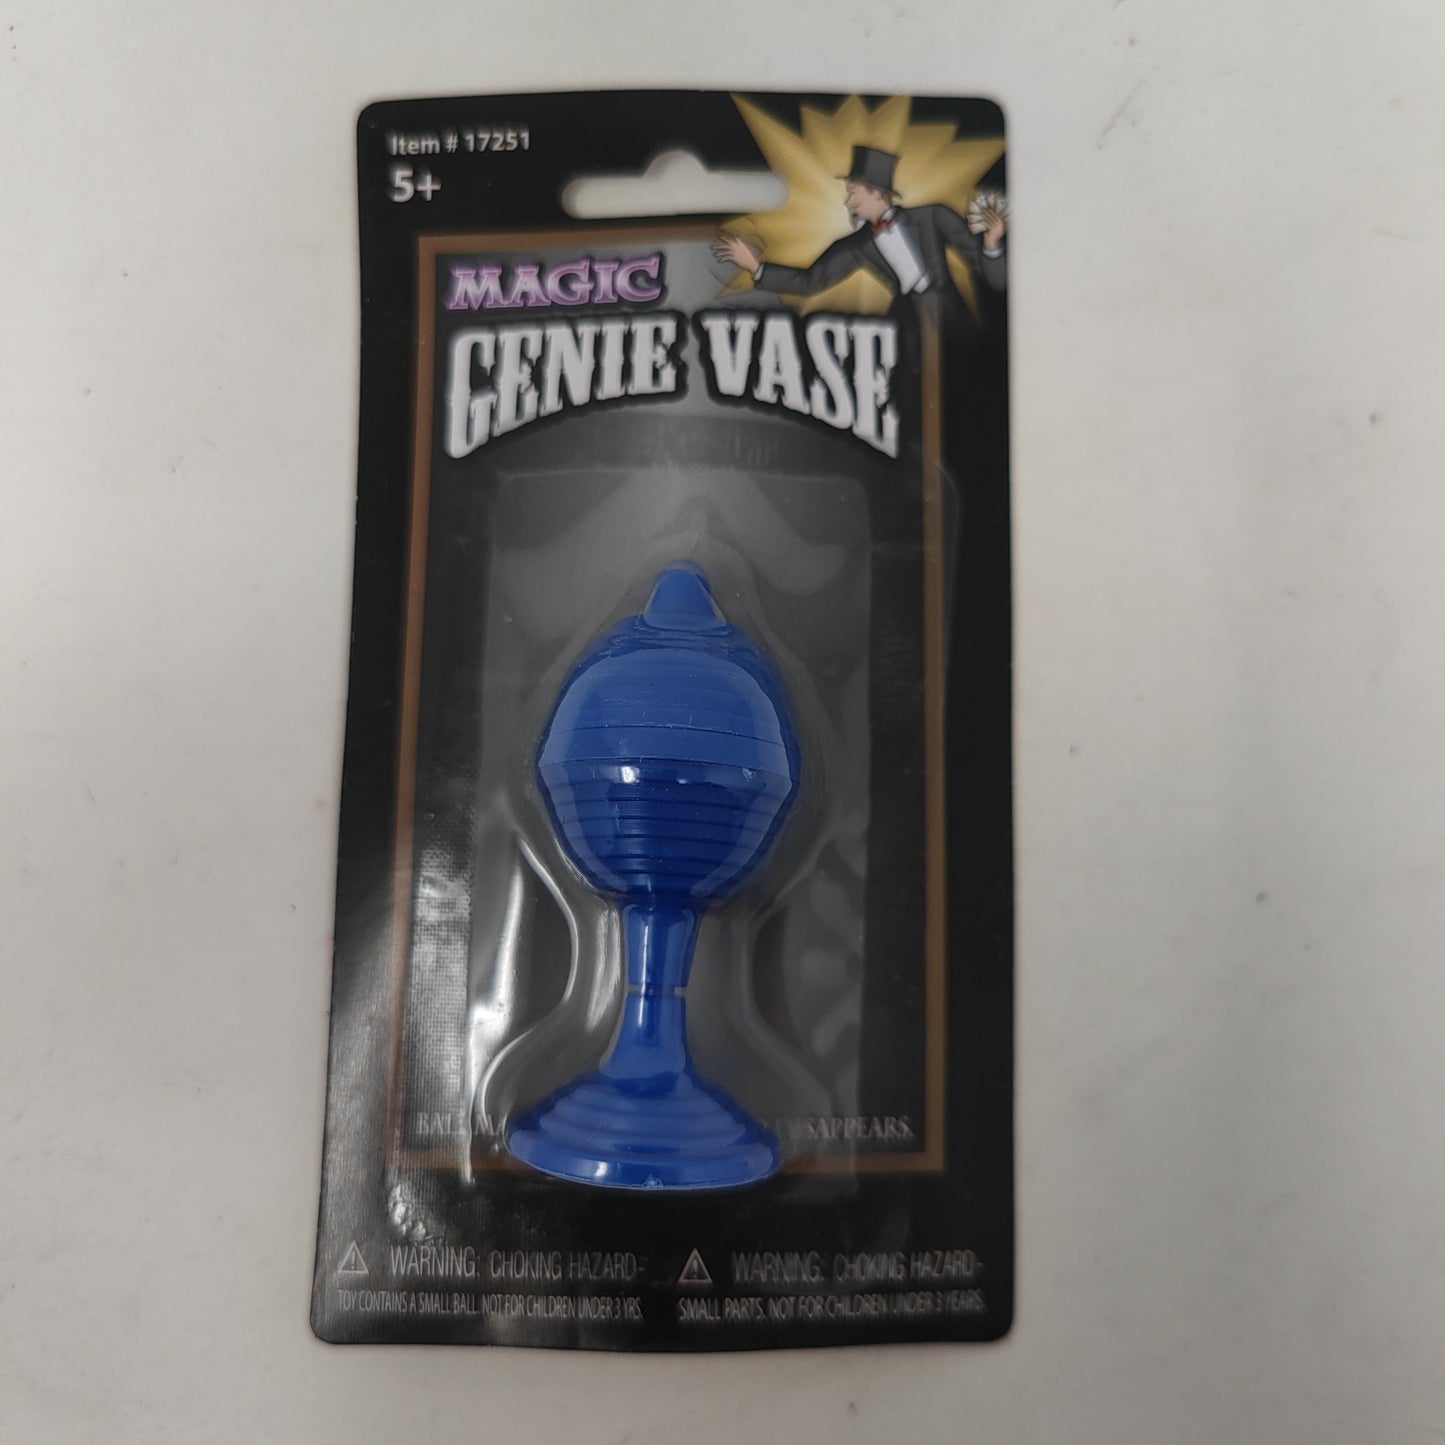 Item # 17251
5+
MAGIC
GENIE VASE
DISAPPEARS.
WARNING: CHOKING HAZARD-
TOY CONTAINS A SMALL BALL. NOT FOR CHILDREN UNDER 3 YRS.
WARNING: CHOKING HAZARD-
SMALL PARTS. NOT FOR CHILDREN UNDER 3 YEARS.